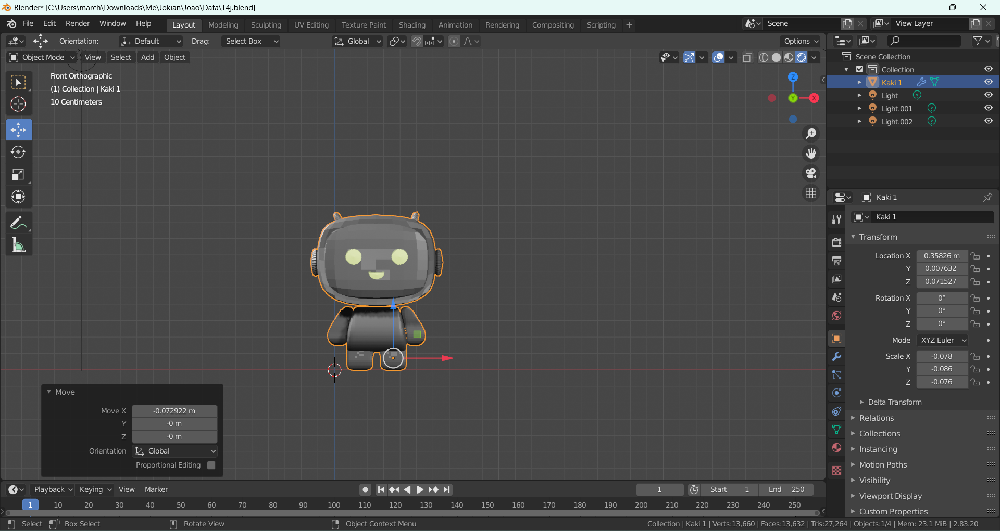 Blender* [C:\Users\march\Downloads\Me\Jokian\Joao\Data\T4j.blend]
File Edit Render Window Help Layout Modeling Sculpting UV Editing Texture Paint Shading Animation Rendering Compositing Scripting + Scene View Layer
Orientation: Default Drag: Select Box Global Options
Object Mode View Select Add Object
Front Orthographic
(1) Collection | Kaki 1
10 Centimeters
Z
Y
X
Scene Collection
Collection
Kaki 1
Light
Light.001
Light.002
Kaki 1
Kaki 1
Transform
Location X 0.35826 m
Y 0.007632
Z 0.071527
Rotation X 0°
Y 0°
Z 0°
Mode XYZ Euler
Scale X -0.078
Y -0.086
Z -0.076
Delta Transform
Relations
Collections
Instancing
Motion Paths
Visibility
Viewport Display
Custom Properties
Move
Move X -0.072922 m
Y -0 m
Z -0 m
Orientation Global
Proportional Editing
Playback Keying View Marker 1 Start 1 End 250
1 10 20 30 40 50 60 70 80 90 100 110 120 130 140 150 160 170 180 190 200 210 220 230 240 250
Select Box Select Rotate View Object Context Menu Collection | Kaki 1 | Verts:13,660 | Faces:13,632 | Tris:27,264 | Objects:1/4 | Mem: 23.1 MiB | 2.83.20